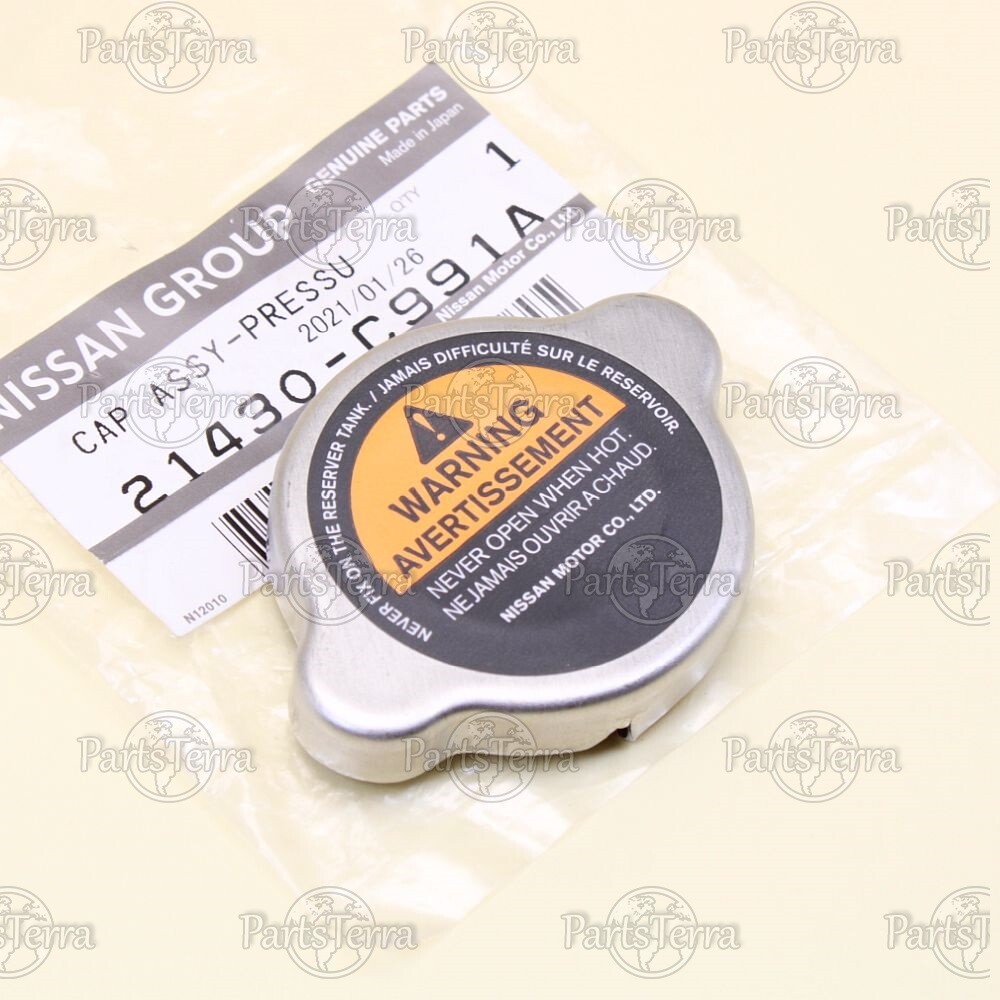 NISSAN GROUP GENUINE PARTS
Made in Japan
QTY
1
CAP ASSY-PRESSU
2021/01/26
21430-C991A
Nissan Motor Co., Ltd.
N12010
NEVER FIX ON THE RESERVER TANK. / JAMAIS DIFFICULTÉ SUR LE RESERVOIR.
WARNING
AVERTISSEMENT
NEVER OPEN WHEN HOT.
NE JAMAIS OUVRIR A CHAUD.
NISSAN MOTOR CO., LTD.
PartsTerra